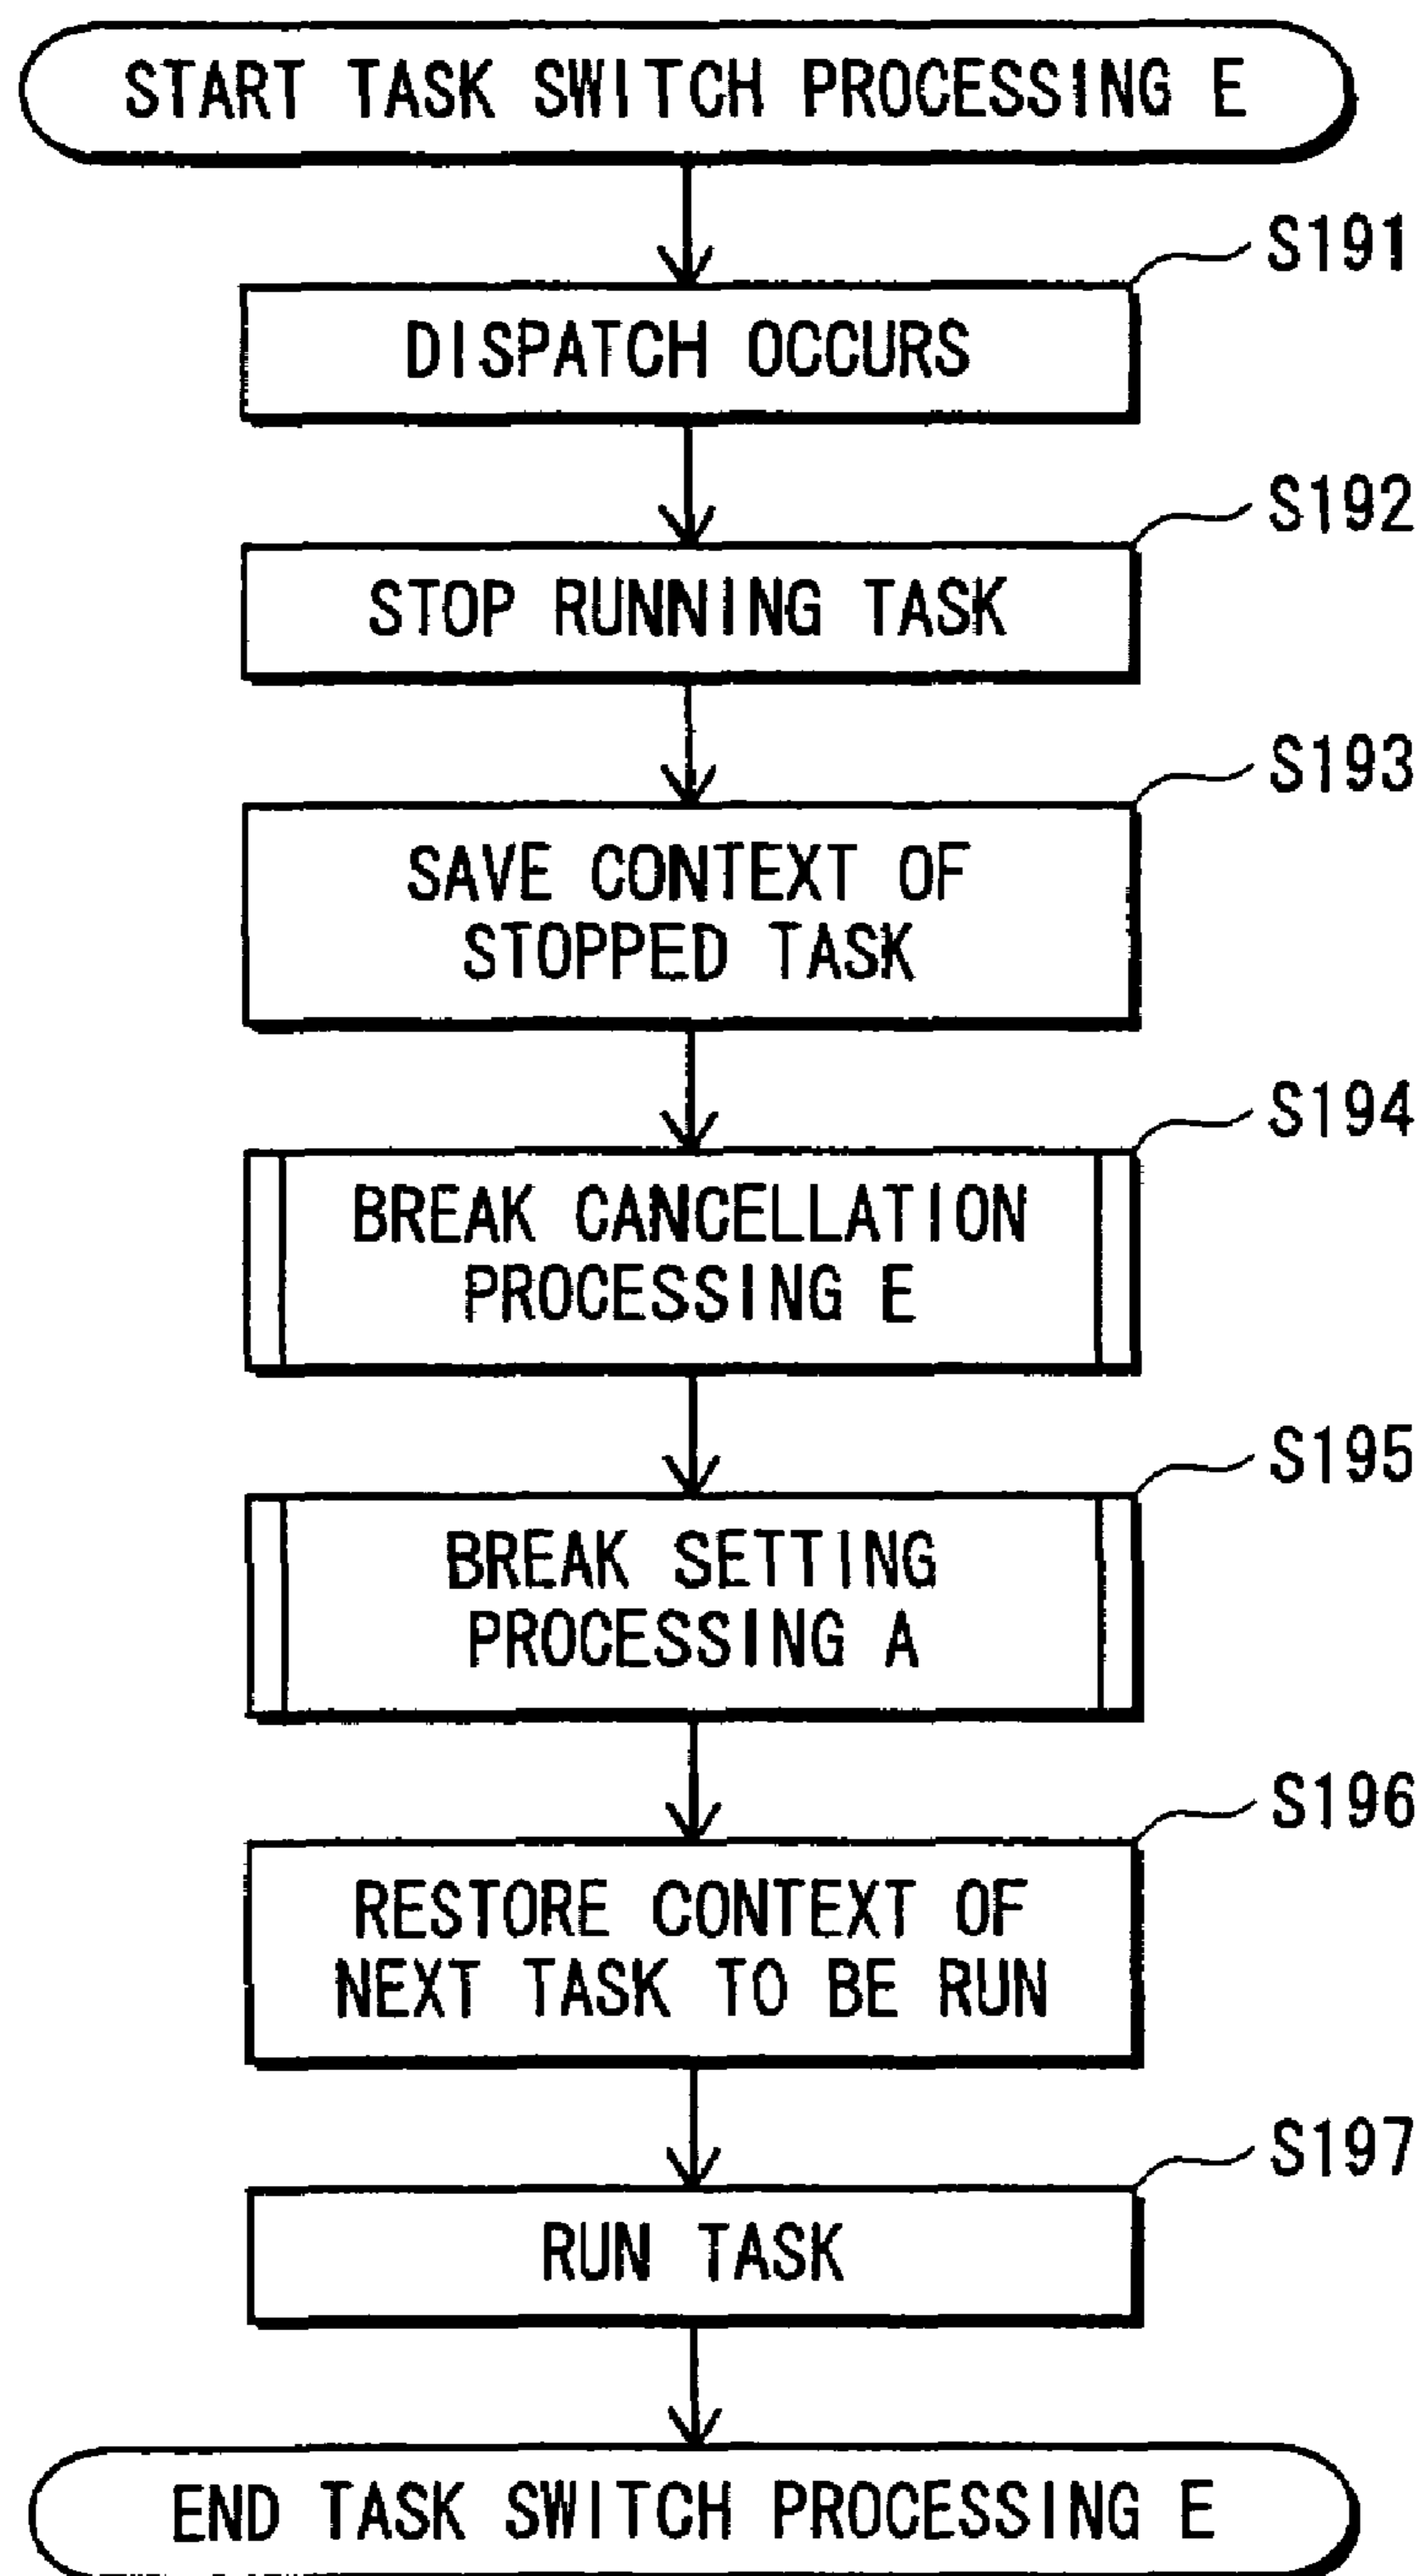 START TASK SWITCH PROCESSING E
S191
DISPATCH OCCURS
S192
STOP RUNNING TASK
S193
SAVE CONTEXT OF
STOPPED TASK
S194
BREAK CANCELLATION
PROCESSING E
S195
BREAK SETTING
PROCESSING A
S196
RESTORE CONTEXT OF
NEXT TASK TO BE RUN
S197
RUN TASK
END TASK SWITCH PROCESSING E